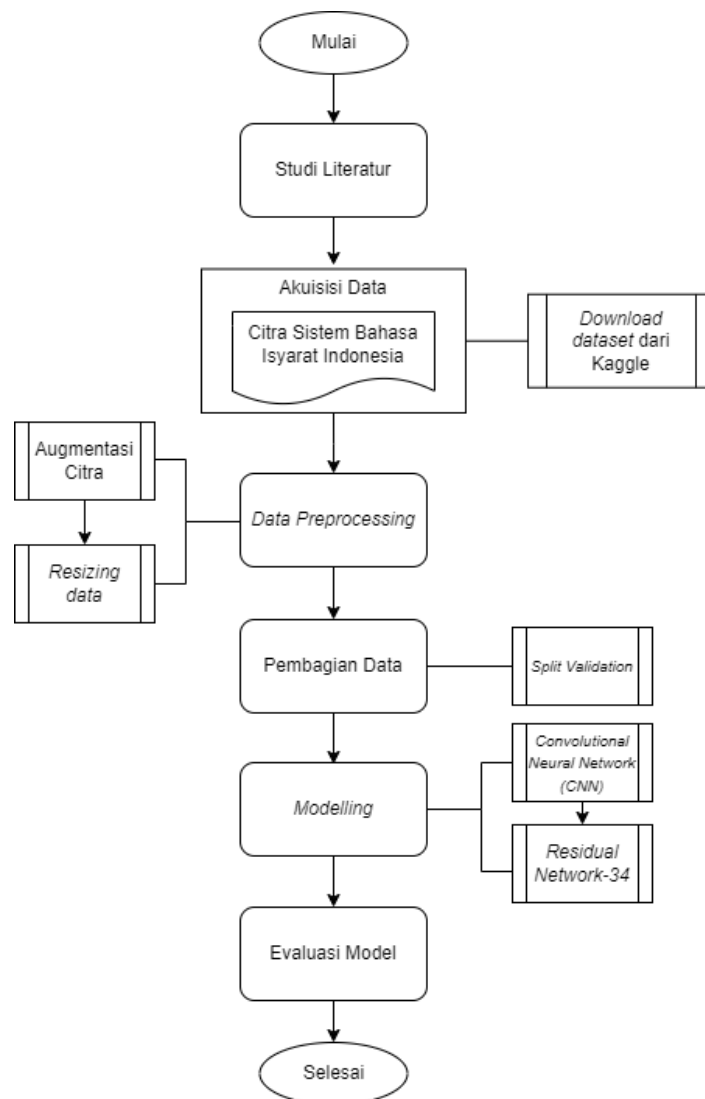 Mulai
Studi Literatur
Akuisisi Data
Citra Sistem Bahasa
Isyarat Indonesia
Download
dataset dari
Kaggle
Augmentasi
Citra
Resizing
data
Data Preprocessing
Pembagian Data
Split Validation
Modelling
Convolutional
Neural Network
(CNN)
Residual
Network-34
Evaluasi Model
Selesai